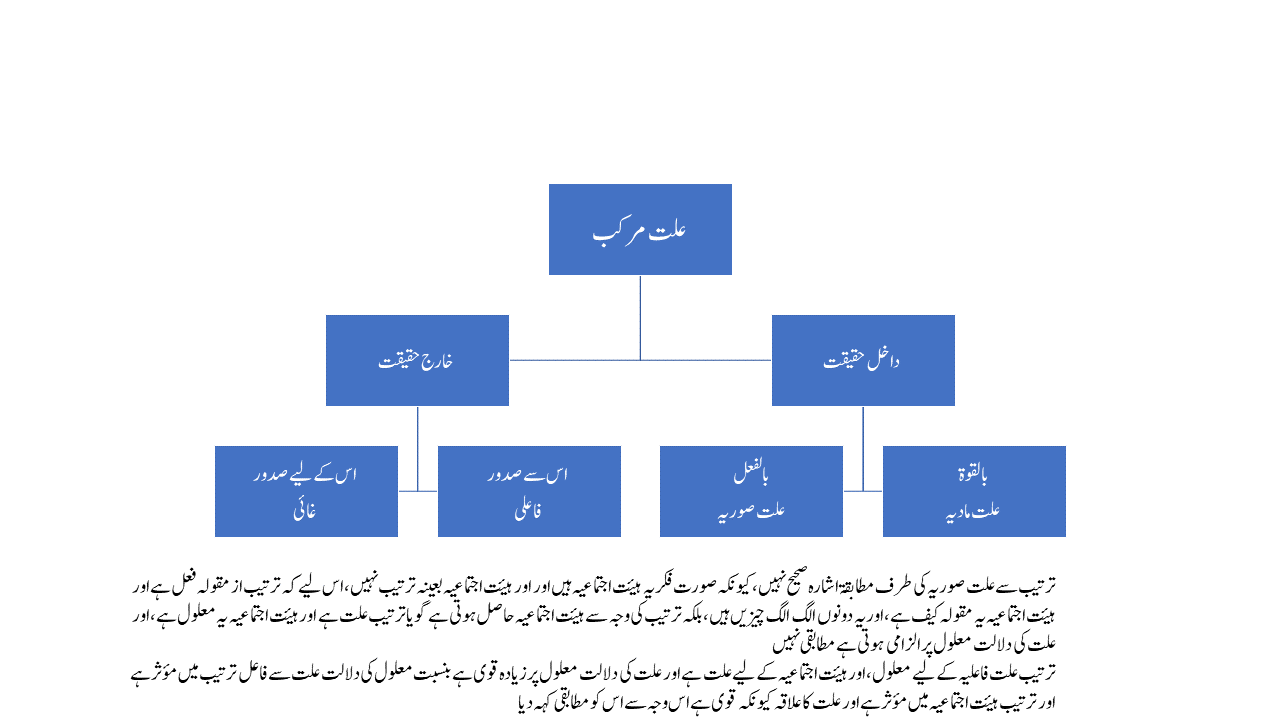 علت مرکب
داخل حقیقت
خارج حقیقت
بالقوۃ
علت مادیہ
بالفعل
علت صوریہ
اس سے صدور
فاعلی
اس کے لیے صدور
غائی
ترتیب سے علت صوریہ کی طرف مطابقۃ اشارہ صحیح نہیں، کیونکہ صورت فکریہ ہیئت اجتماعیہ ہیں اور اور ہیئت اجتماعیہ بعینہ ترتیب نہیں، اس لیے کہ ترتیب از مقولہ فعل ہے اور
ہیئت اجتماعیہ یہ مقولہ کیف ہے، اور یہ دونوں الگ الگ چیزیں ہیں، بلکہ ترتیب کی وجہ سے ہیئت اجتماعیہ حاصل ہوتی ہے گویا ترتیب علت ہے اور ہیئت اجتماعیہ یہ معلول ہے، اور
علت کی دلالت معلول پر الزامی ہوتی ہے مطابقی نہیں
ترتیب علت فاعلیہ کے لیے معلول، اور ہیئت اجتماعیہ کے لیے علت ہے اور علت کی دلالت معلول پر زیادہ قوی ہے بنسبت معلول کی دلالت علت سے فاعل ترتیب میں مؤثر ہے
اور ترتیب ہیئت اجتماعیہ میں مؤثر ہے اور علت کا علاقہ کیونکہ قوی ہے اس وجہ سے اس کو مطابقی کہہ دیا